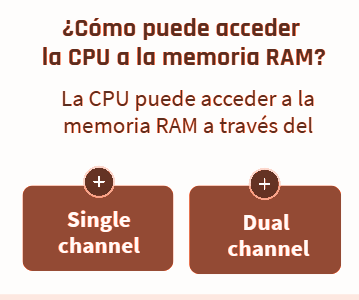 ¿Cómo puede acceder
la CPU a la memoria RAM?
La CPU puede acceder a la
memoria RAM a través del
+
+
Single
channel
Dual
channel